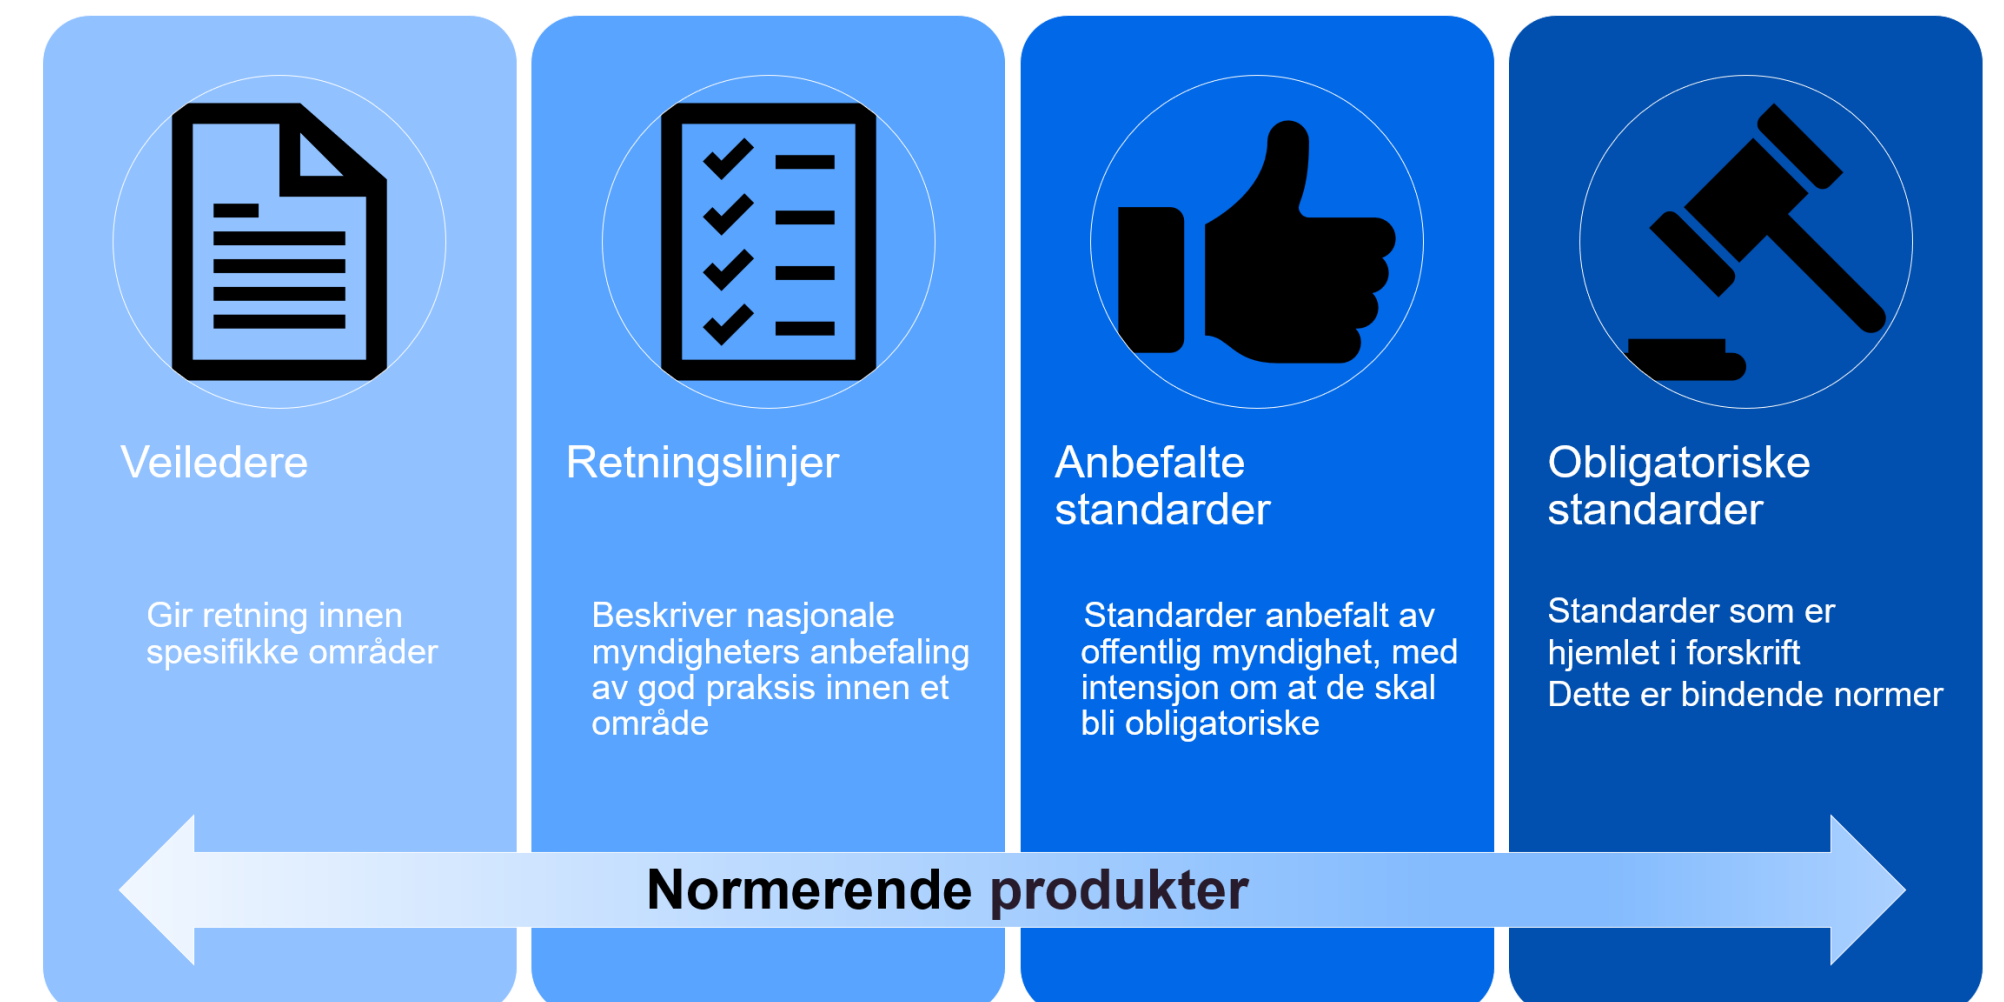 Veiledere
Gir retning innen
spesifikke områder
Retningslinjer
Beskriver nasjonale
myndigheters anbefaling
av god praksis innen et
område
Anbefalte
standarder
Standarder anbefalt av
offentlig myndighet, med
intensjon om at de skal
bli obligatoriske
Obligatoriske
standarder
Standarder som er
hjemlet i forskrift
Dette er bindende normer
Normerende produkter